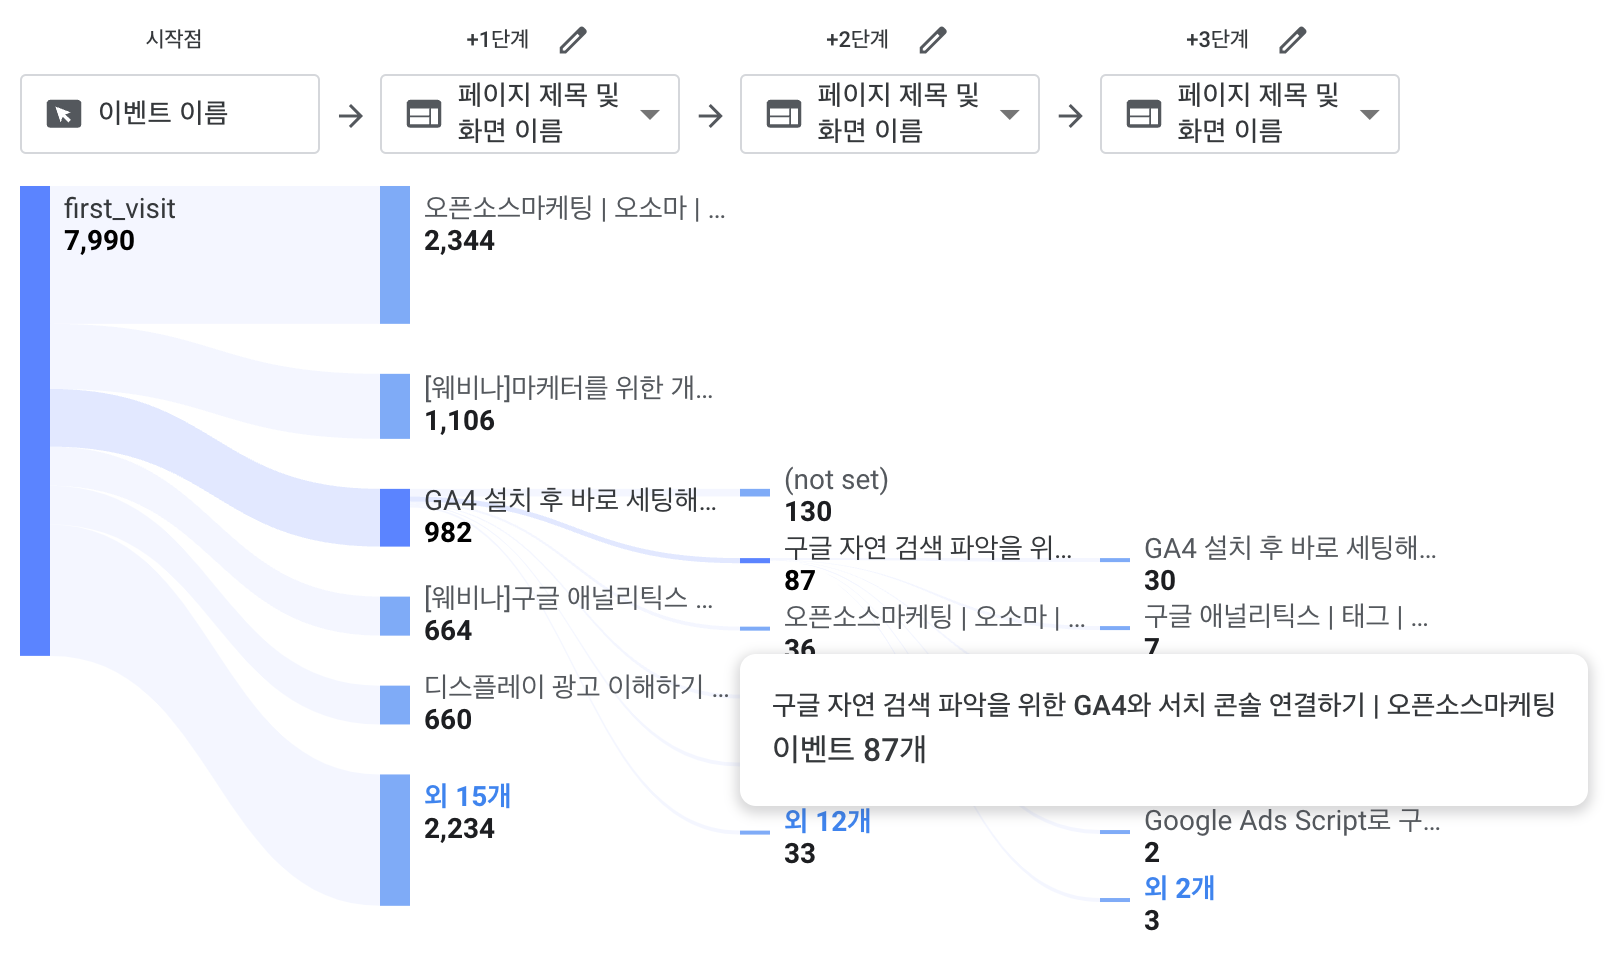 시작점
+1단계
+2단계
+3단계
이벤트 이름
페이지 제목 및
화면 이름
페이지 제목 및
화면 이름
페이지 제목 및
화면 이름
first_visit
7,990
오픈소스마케팅 | 오소마 | ...
2,344
[웨비나]마케터를 위한 개...
1,106
GA4 설치 후 바로 세팅해...
982
[웨비나]구글 애널리틱스 ...
664
디스플레이 광고 이해하기 ...
660
외 15개
2,234
(not set)
130
구글 자연 검색 파악을 위...
87
오픈소스마케팅 | 오소마 | ...
36
외 12개
33
GA4 설치 후 바로 세팅해...
30
구글 애널리틱스 | 태그 | ...
7
구글 자연 검색 파악을 위한 GA4와 서치 콘솔 연결하기 | 오픈소스마케팅
이벤트 87개
Google Ads Script로 구...
2
외 2개
3